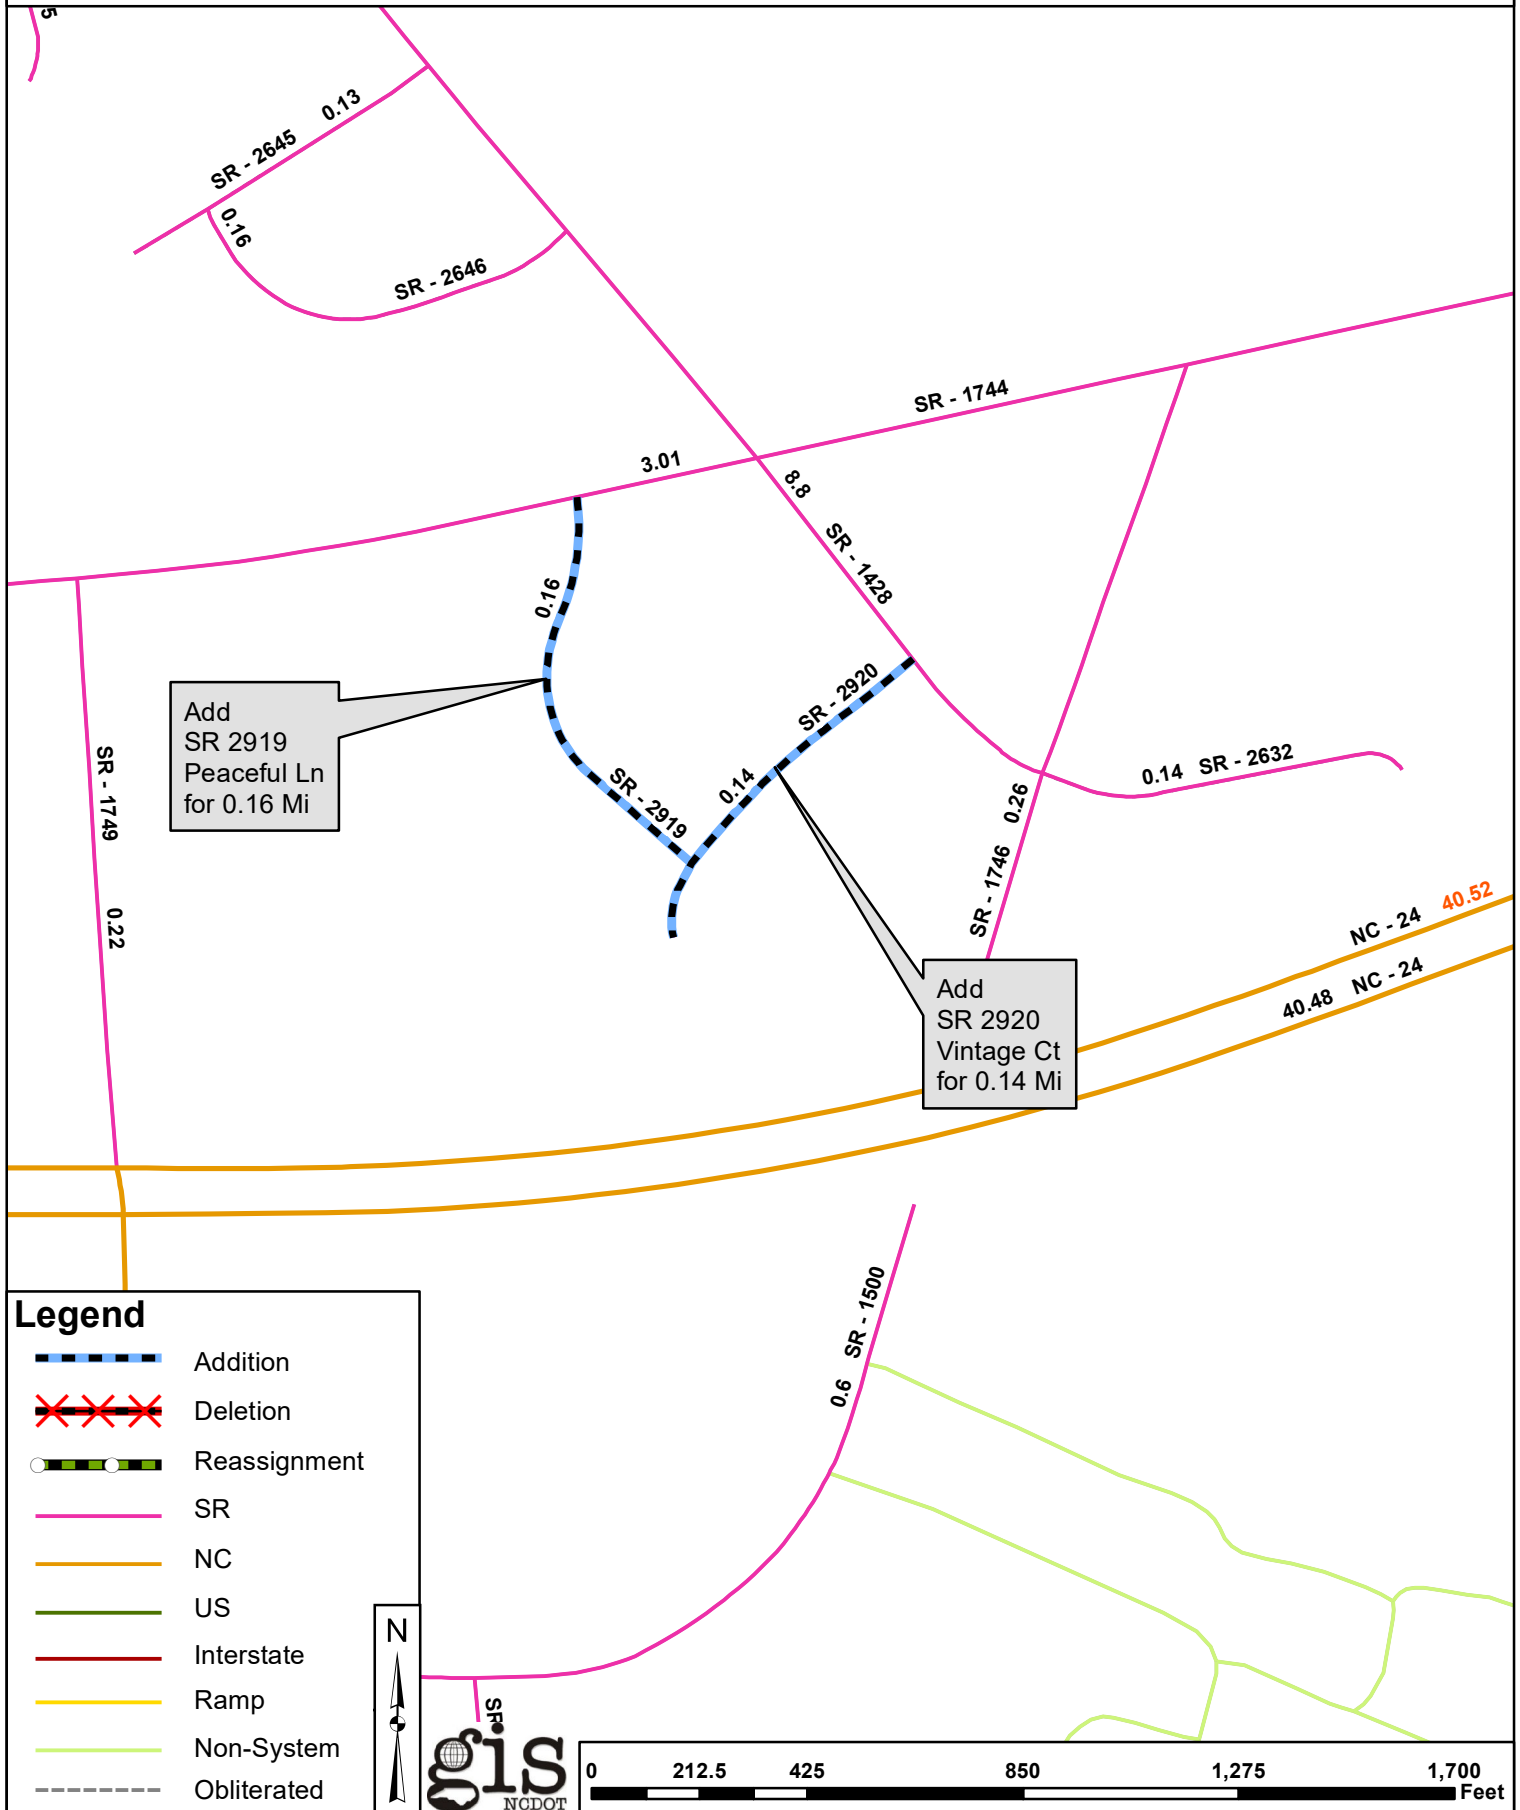 5
0.13
SR - 2645
0.16
SR - 2646
SR - 1744
3.01
8.8
SR - 1428
0.16
SR - 2920
Add
SR 2919
Peaceful Ln
for 0.16 Mi
SR - 1749
0.22
SR - 2919
0.14
0.14 SR - 2632
0.26
SR - 1746
NC - 24 40.52
40.48 NC - 24
Add
SR 2920
Vintage Ct
for 0.14 Mi
SR - 1500
0.6
Legend
Addition
Deletion
Reassignment
SR
NC
US
Interstate
Ramp
Non-System
Obliterated
N
SR
gis
NCDOT
0 212.5 425 850 1,275 1,700
Feet